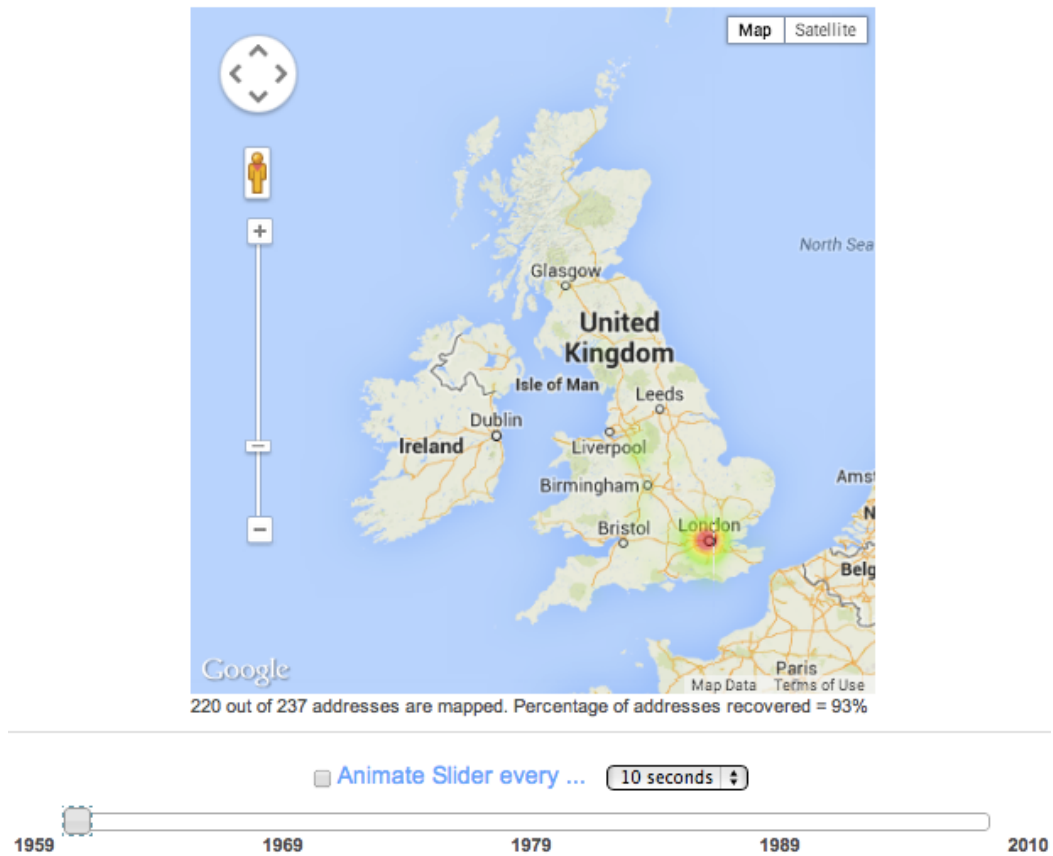 Map Satellite
North Sea
Glasgow
United
Kingdom
Isle of Man
Leeds
Dublin
Ireland
Liverpool
Birmingham
Amst
N
Bristol
London
Belg
Paris
Google
Map Data Terms of Use
220 out of 237 addresses are mapped. Percentage of addresses recovered = 93%
Animate Slider every ... 10 seconds
1959 1969 1979 1989 2010